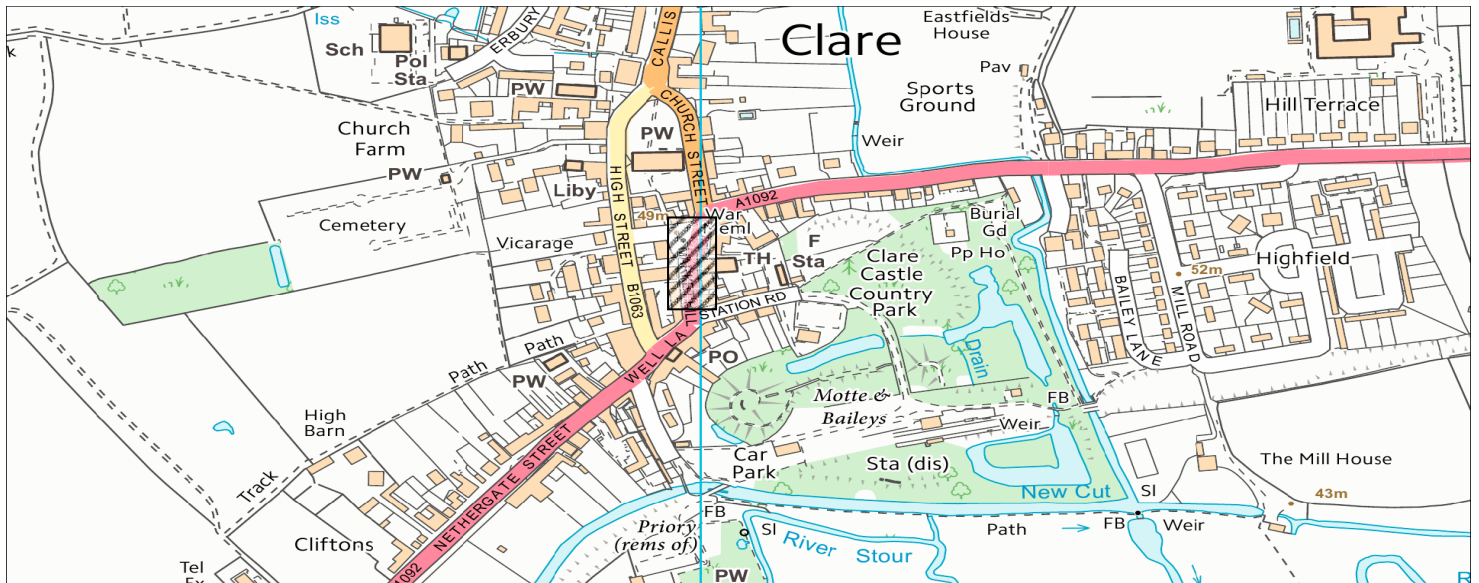 Iss
Sch
Pol
Sta
ERBURY
CALLIS
Clare
Eastfields
House
Pav
Sports
Ground
Hill Terrace
PW
Church
Farm
PW
CHURCH STREET
Weir
PW
Liby
HIGH STREET
A1092
Cemetery
Vicarage
49m
War
Meml
F
Sta
TH
Burial
Gd
Pp Ho
Clare
Castle
Country
Park
52m
Highfield
BAILEY LANE
MILL ROAD
B1063
STATION RD
WELL LA
Path
Path
PW
PO
Drain
High
Barn
Motte &
Baileys
FB
Weir
Track
NETHERGATE STREET
Car
Park
Sta (dis)
The Mill House
New Cut
Sl
43m
Cliftons
Priory
(rems of)
FB
Sl
River Stour
Path
FB
Weir
Tel
Ex
A1092
PW